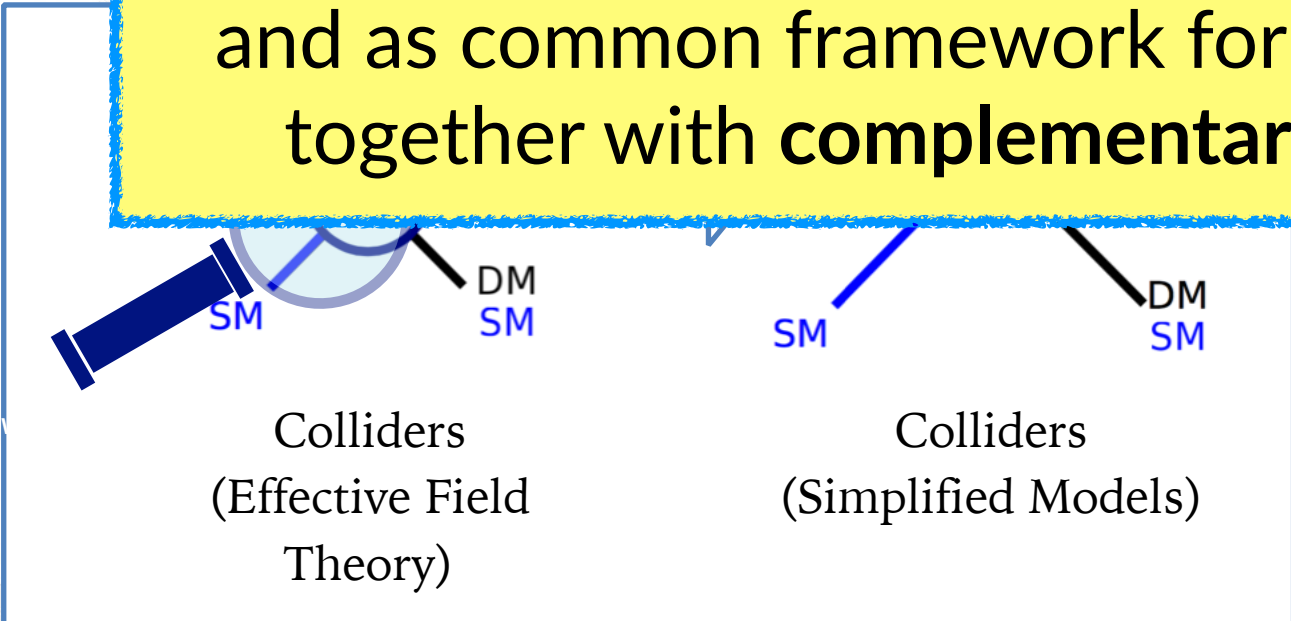 and as common framework for
together with complementar
DM
SM
SM
DM
SM
SM
Colliders
(Effective Field
Theory)
Colliders
(Simplified Models)